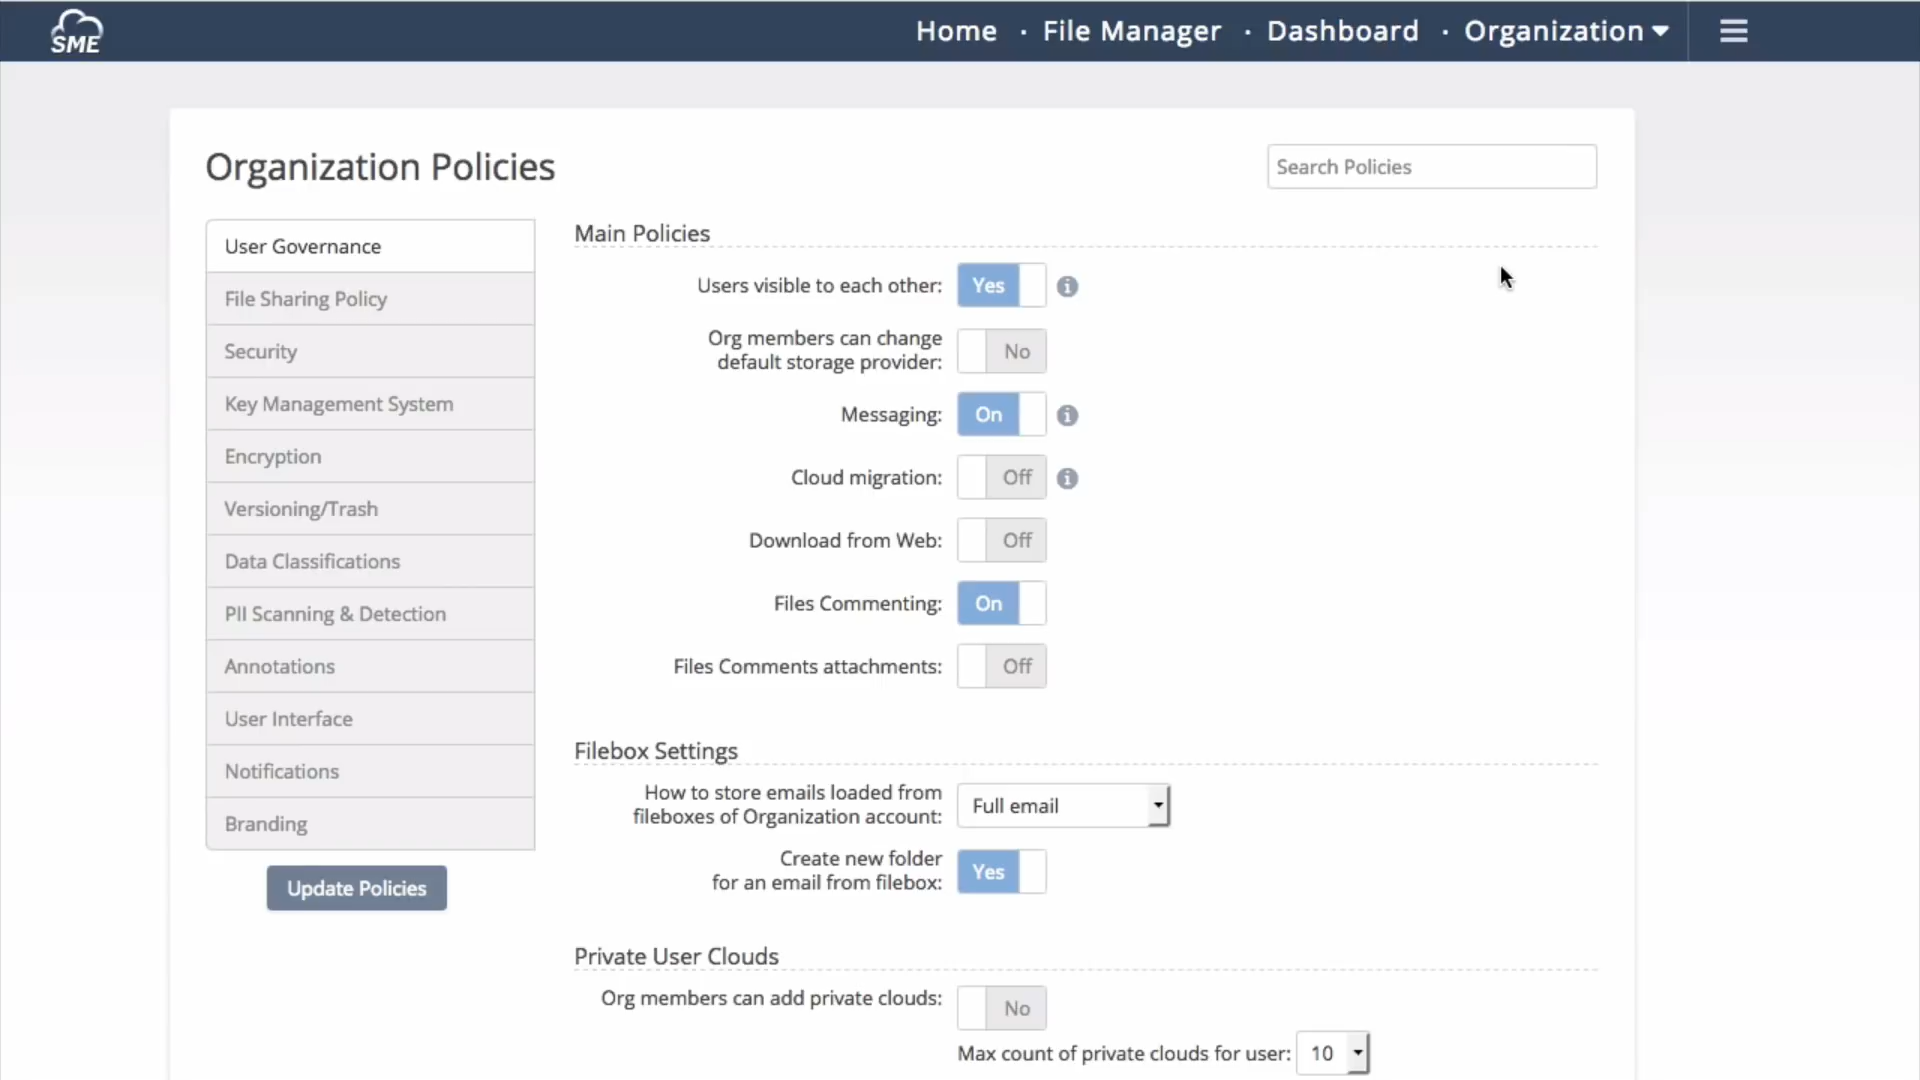 SME
Home · File Manager · Dashboard · Organization
Organization Policies
Search Policies
User Governance
File Sharing Policy
Security
Key Management System
Encryption
Versioning/Trash
Data Classifications
PII Scanning & Detection
Annotations
User Interface
Notifications
Branding
Update Policies
Main Policies
Users visible to each other: Yes
Org members can change
default storage provider: No
Messaging: On
Cloud migration: Off
Download from Web: Off
Files Commenting: On
Files Comments attachments: Off
Filebox Settings
How to store emails loaded from
fileboxes of Organization account: Full email
Create new folder
for an email from filebox: Yes
Private User Clouds
Org members can add private clouds: No
Max count of private clouds for user: 10